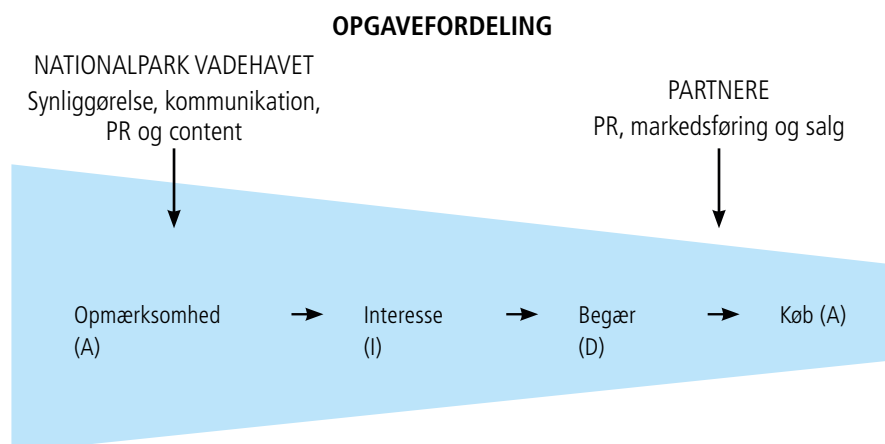 OPGAVEFORDELING
NATIONALPARK VADEHAVET
Synliggørelse, kommunikation,
PR og content
PARTNERE
PR, markedsføring og salg
Opmærksomhed
(A)
Interesse
(I)
Begær
(D)
Køb (A)